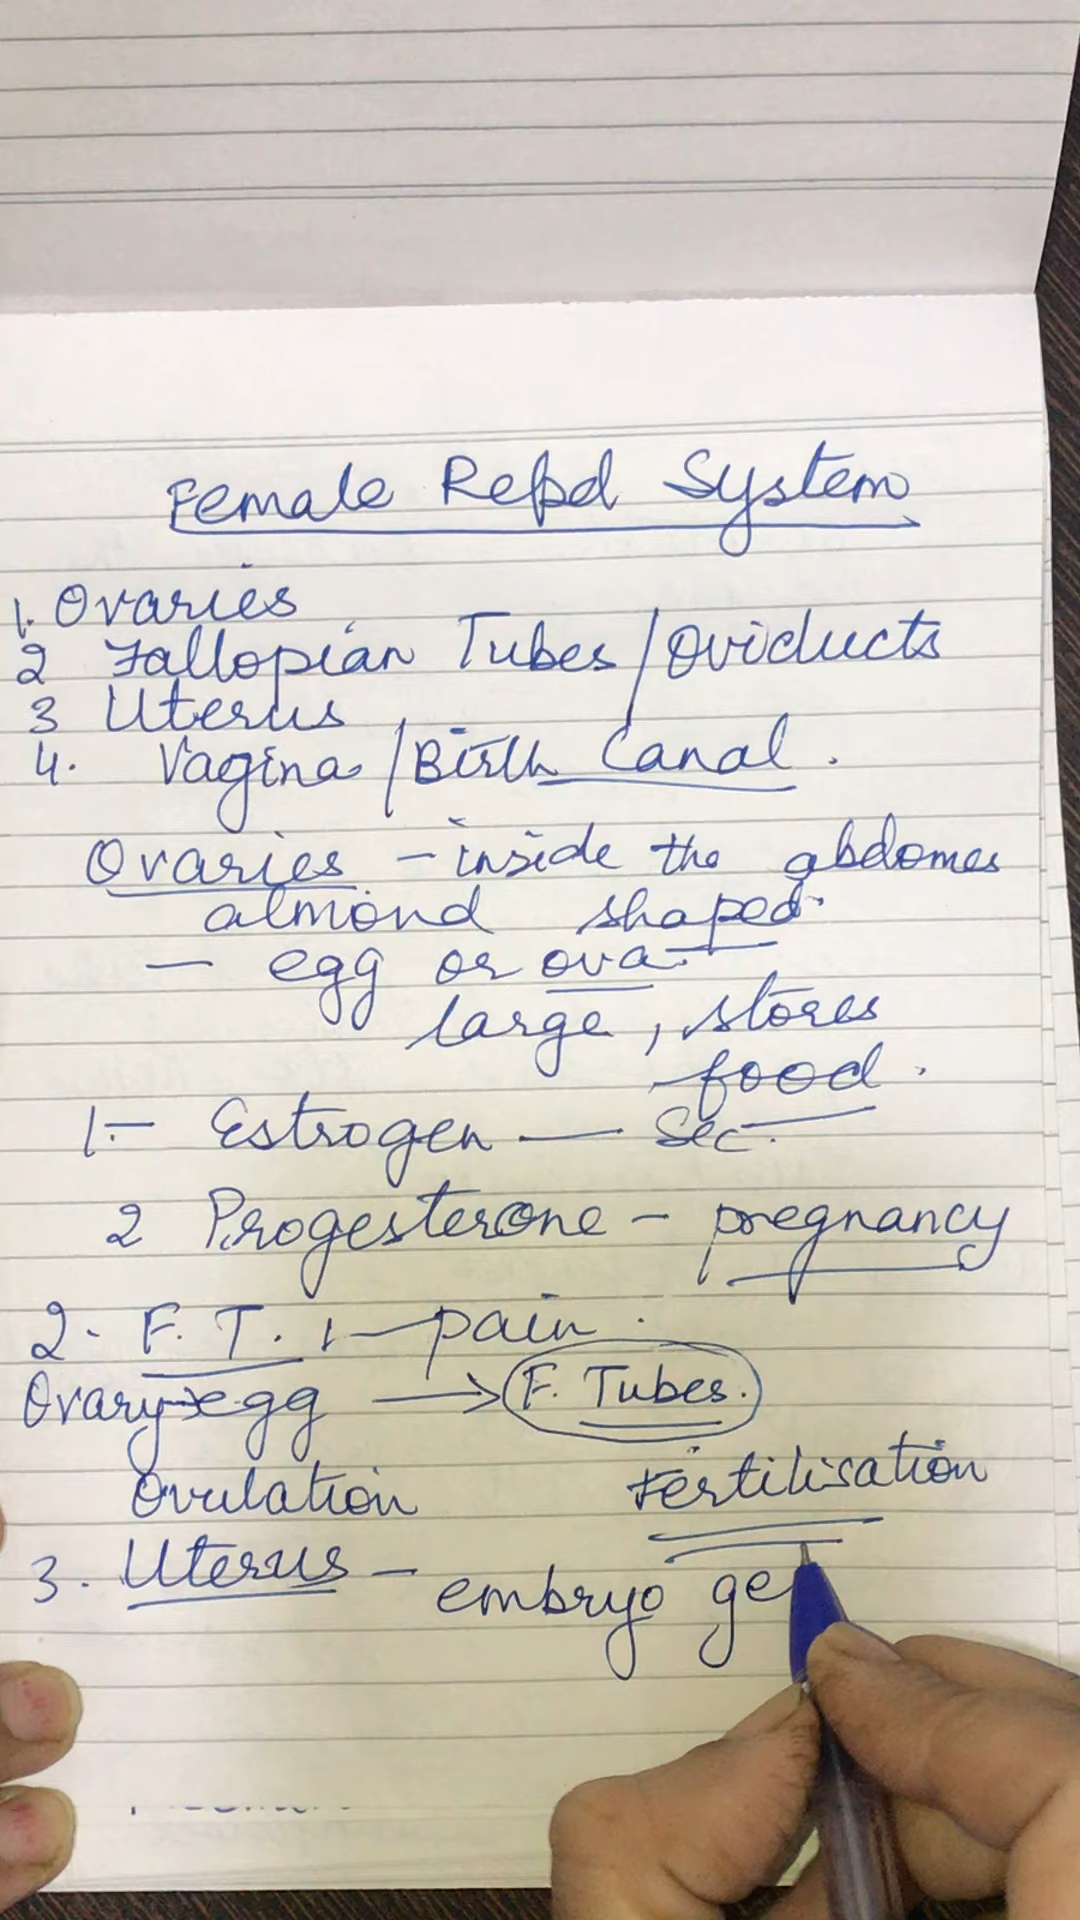 Female Repd System
1. Ovaries
2 Fallopian Tubes/Oviducts
3 Uterus
4. Vagina/Birth Canal.
Ovaries - inside the abdomes
almond shaped.
- egg or ova
large, stores
food.
1.- Estrogen — Sec.
2 Progesterone - pregnancy
2. F. T. - pair.
Ovary egg → F. Tubes.
Ovulation Fertilisation
3. Uterus - embryo ge